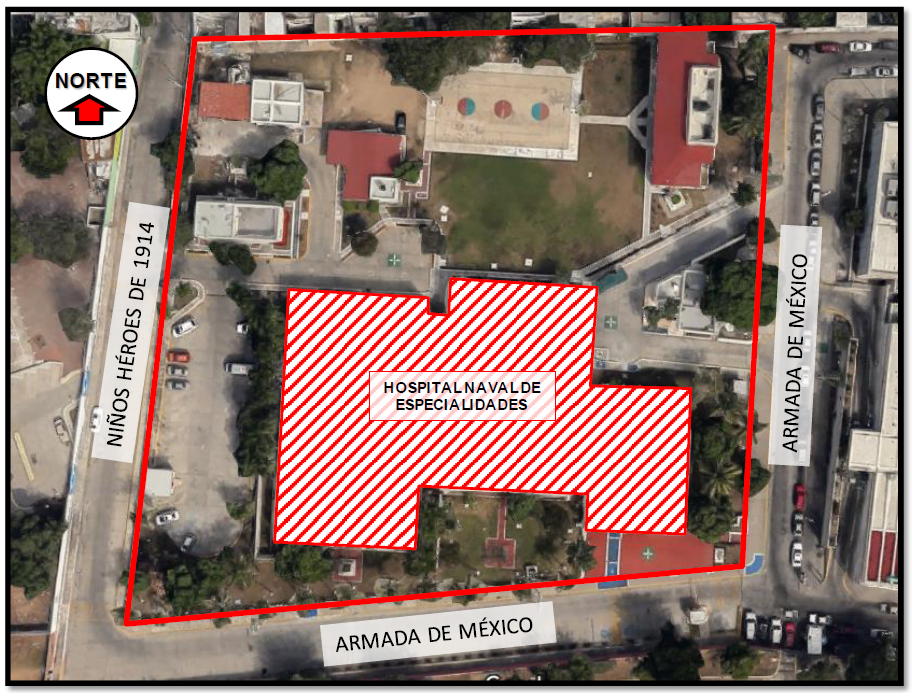 NORTE
NIÑOS HÉROES DE 1914
ARMADA DE MÉXICO
HOSPITAL NAVAL DE
ESPECIALIDADES
ARMADA DE MÉXICO